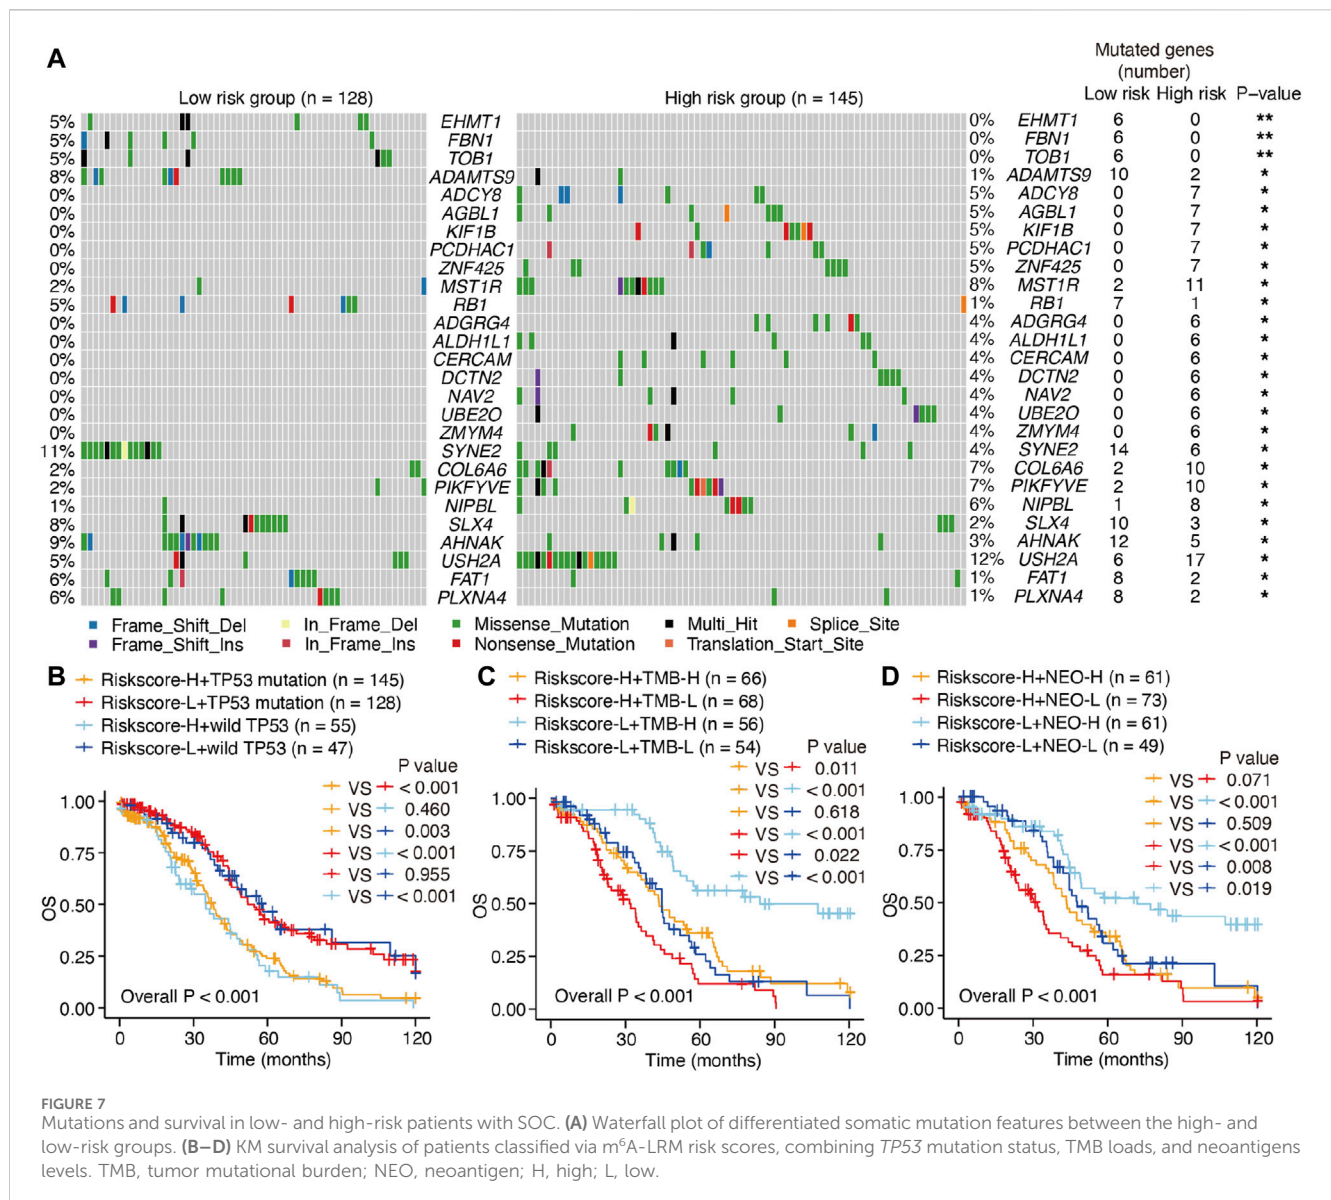 A
Mutated genes
(number)
Low risk group (n = 128) High risk group (n = 145) Low risk High risk P–value
5% EHMT1 0% EHMT1 6 0 **
5% FBN1 0% FBN1 6 0 **
5% TOB1 0% TOB1 6 0 **
8% ADAMTS9 1% ADAMTS9 10 2 *
0% ADCY8 5% ADCY8 0 7 *
0% AGBL1 5% AGBL1 0 7 *
0% KIF1B 5% KIF1B 0 7 *
0% PCDHAC1 5% PCDHAC1 0 7 *
0% ZNF425 5% ZNF425 0 7 *
2% MST1R 8% MST1R 2 11 *
5% RB1 1% RB1 7 1 *
0% ADGRG4 4% ADGRG4 0 6 *
0% ALDH1L1 4% ALDH1L1 0 6 *
0% CERCAM 4% CERCAM 0 6 *
0% DCTN2 4% DCTN2 0 6 *
0% NAV2 4% NAV2 0 6 *
0% UBE2O 4% UBE2O 0 6 *
0% ZMYM4 4% ZMYM4 0 6 *
11% SYNE2 4% SYNE2 14 6 *
2% COL6A6 7% COL6A6 2 10 *
2% PIKFYVE 7% PIKFYVE 2 10 *
1% NIPBL 6% NIPBL 1 8 *
8% SLX4 2% SLX4 10 3 *
9% AHNAK 3% AHNAK 12 5 *
5% USH2A 12% USH2A 6 17 *
6% FAT1 1% FAT1 8 2 *
6% PLXNA4 1% PLXNA4 8 2 *
Frame_Shift_Del In_Frame_Del Missense_Mutation Multi_Hit Splice_Site
Frame_Shift_Ins In_Frame_Ins Nonsense_Mutation Translation_Start_Site
B
Riskscore-H+TP53 mutation (n = 145)
Riskscore-L+TP53 mutation (n = 128)
Riskscore-H+wild TP53 (n = 55)
Riskscore-L+wild TP53 (n = 47)
P value
VS < 0.001
VS 0.460
VS 0.003
VS < 0.001
VS 0.955
VS < 0.001
OS
1.00
0.75
0.50
0.25
0.00
Overall P < 0.001
0 30 60 90 120
Time (months)
C
Riskscore-H+TMB-H (n = 66)
Riskscore-H+TMB-L (n = 68)
Riskscore-L+TMB-H (n = 56)
Riskscore-L+TMB-L (n = 54)
P value
VS 0.011
VS < 0.001
VS 0.618
VS < 0.001
VS 0.022
VS < 0.001
OS
1.00
0.75
0.50
0.25
0.00
Overall P < 0.001
0 30 60 90 120
Time (months)
D
Riskscore-H+NEO-H (n = 61)
Riskscore-H+NEO-L (n = 73)
Riskscore-L+NEO-H (n = 61)
Riskscore-L+NEO-L (n = 49)
P value
VS 0.071
VS < 0.001
VS 0.509
VS < 0.001
VS 0.008
VS 0.019
OS
1.00
0.75
0.50
0.25
0.00
Overall P < 0.001
0 30 60 90 120
Time (months)
FIGURE 7
Mutations and survival in low- and high-risk patients with SOC. (A) Waterfall plot of differentiated somatic mutation features between the high- and
low-risk groups. (B–D) KM survival analysis of patients classified via m⁶A-LRM risk scores, combining TP53 mutation status, TMB loads, and neoantigens
levels. TMB, tumor mutational burden; NEO, neoantigen; H, high; L, low.